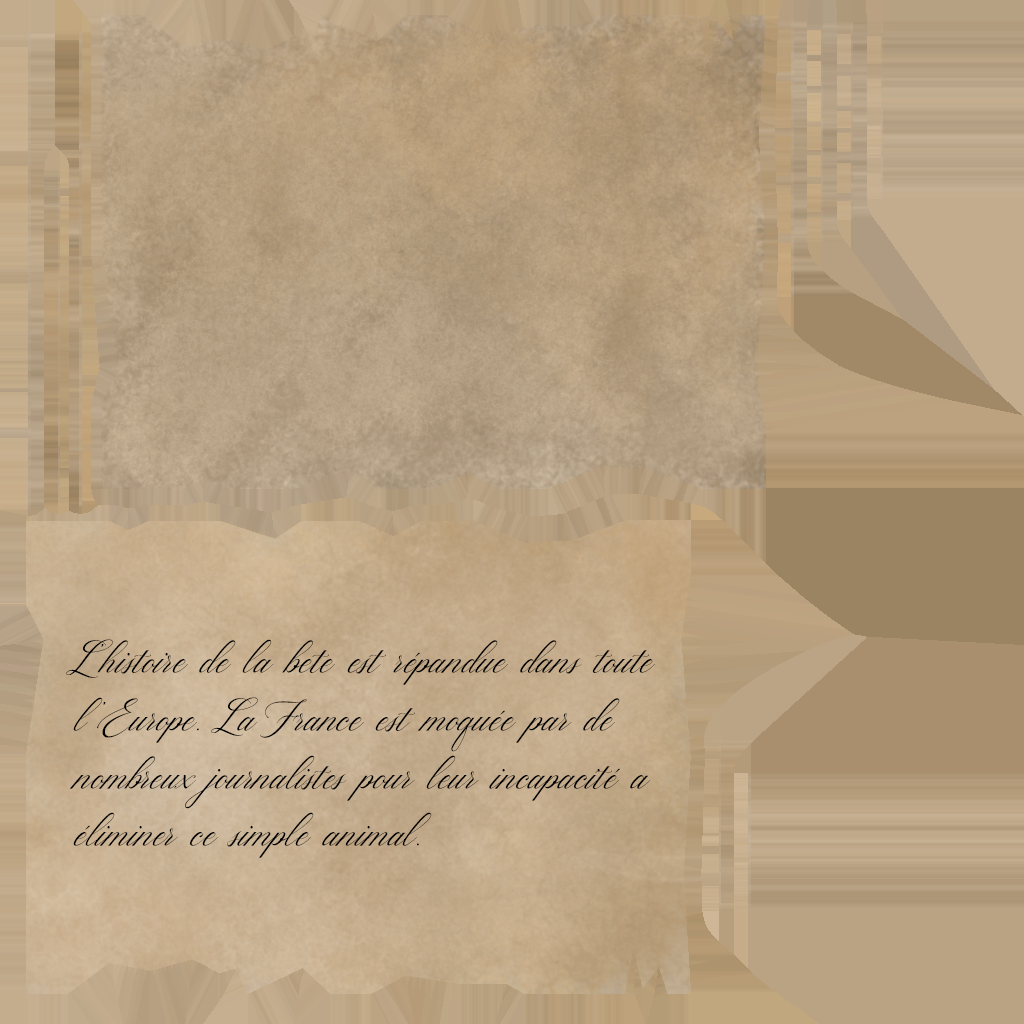 L'histoire de la bete est répandue dans toute
l'Europe. La France est moquée par de
nombreux journalistes pour leur incapacité a
éliminer ce simple animal.